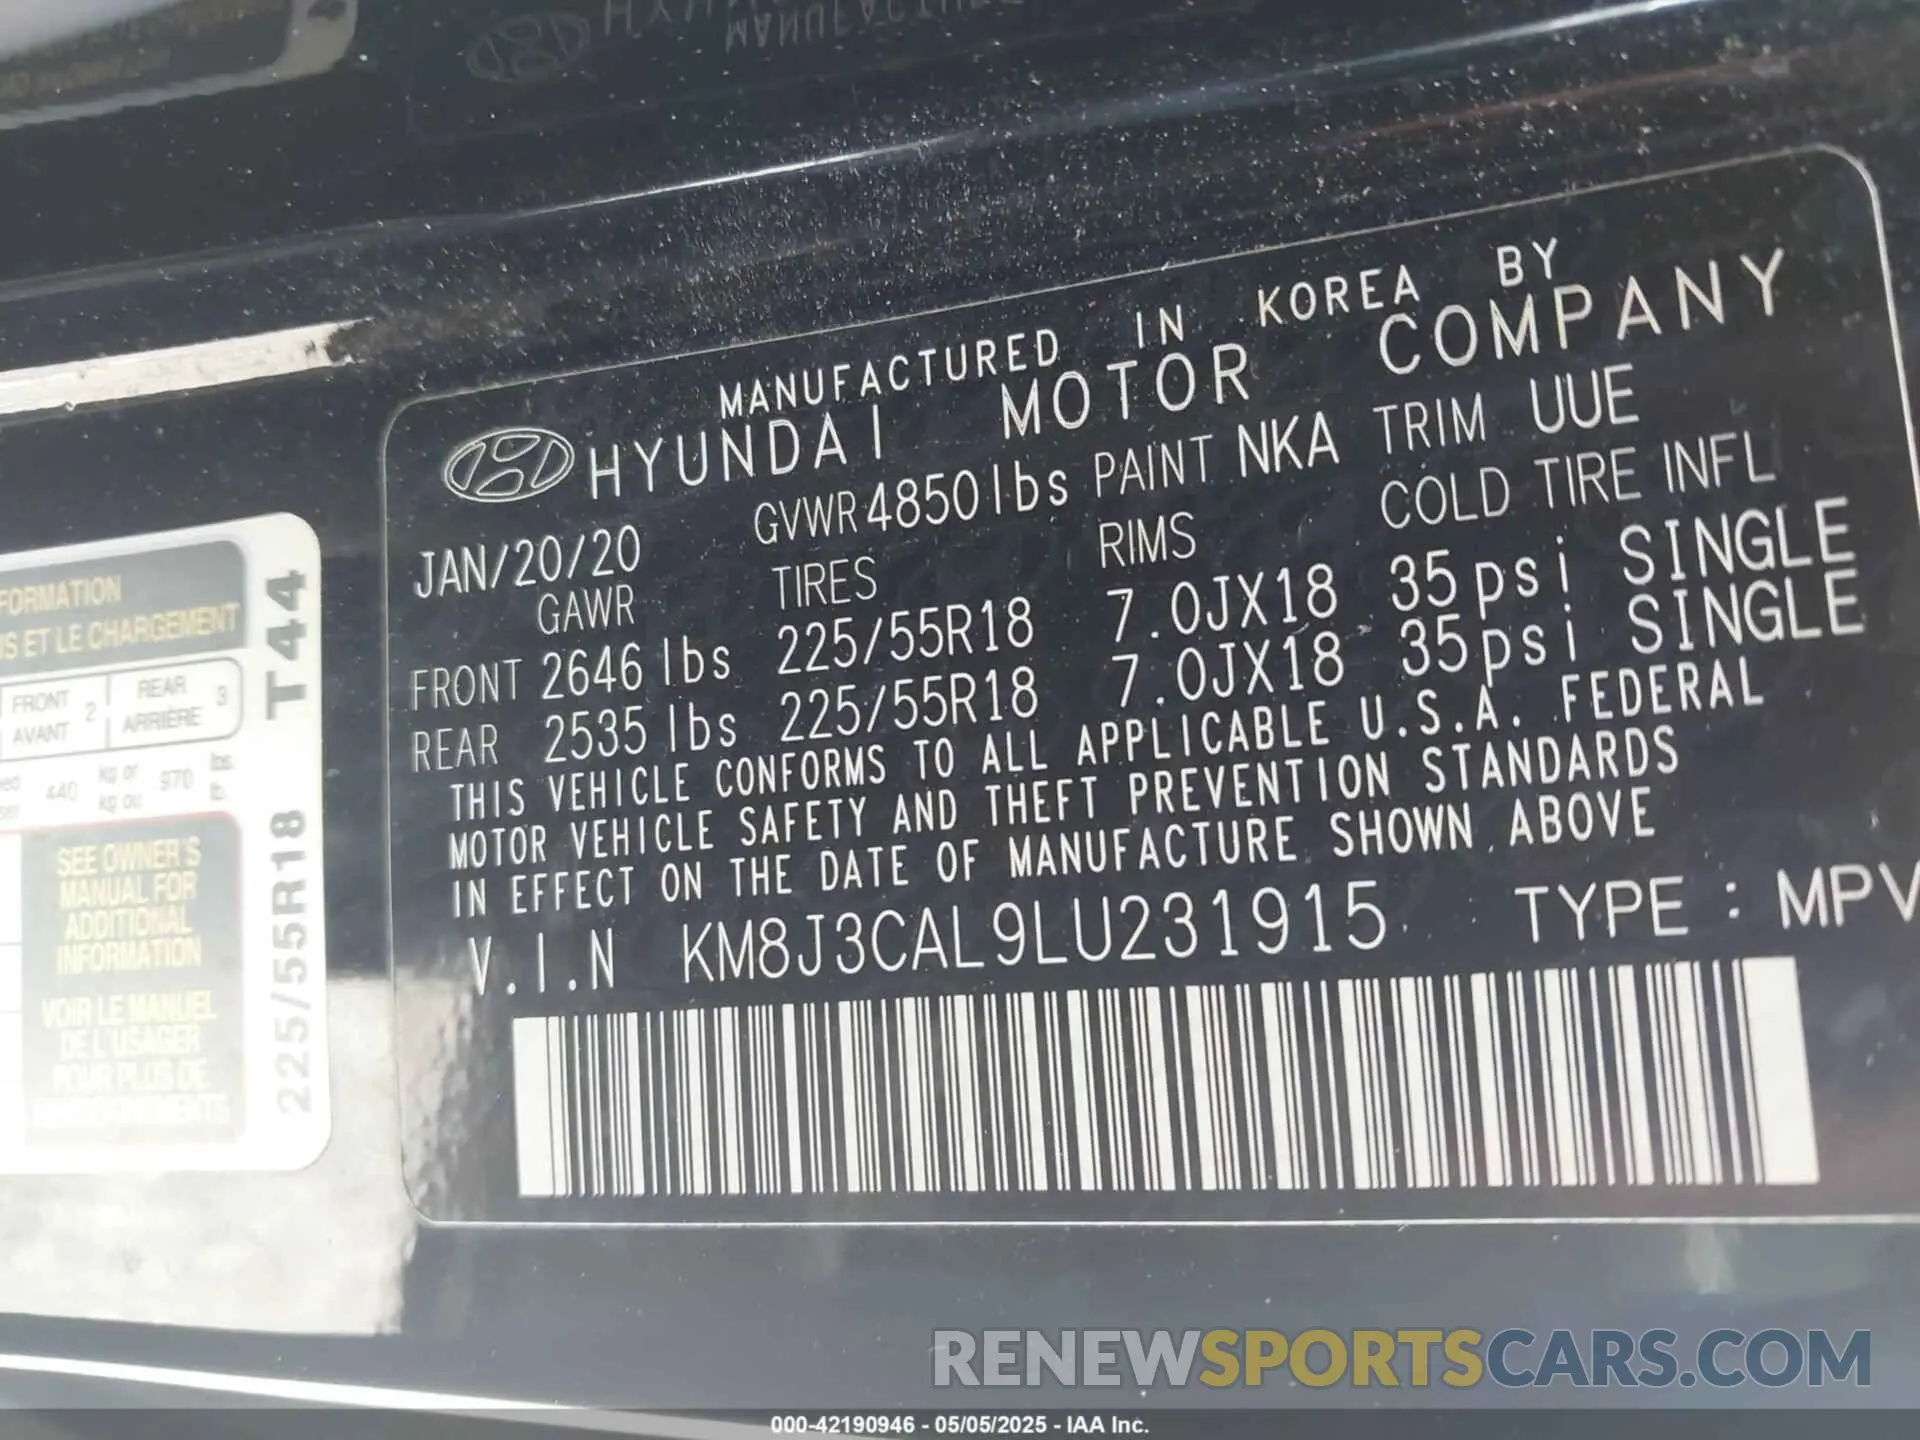 MANUFACTURED IN KOREA BY
HYUNDAI MOTOR COMPANY
JAN/20/20 GVWR 4850 lbs PAINT NKA TRIM UUE
GAWR TIRES RIMS COLD TIRE INFL
FRONT 2646 lbs 225/55R18 7.0JX18 35psi SINGLE
REAR 2535 lbs 225/55R18 7.0JX18 35psi SINGLE
THIS VEHICLE CONFORMS TO ALL APPLICABLE U.S.A. FEDERAL
MOTOR VEHICLE SAFETY AND THEFT PREVENTION STANDARDS
IN EFFECT ON THE DATE OF MANUFACTURE SHOWN ABOVE
V.I.N KM8J3CAL9LU231915 TYPE : MPV
ET LE CHARGEMENT
FRONT 2 REAR 3
AVANT ARRIÈRE
440 kg or 970 lbs.
kg ou lb
SEE OWNER'S
MANUAL FOR
ADDITIONAL
INFORMATION
VOIR LE MANUEL
DE L'USAGER
POUR PLUS DE
225/55R18 T44
RENEWSPORTSCARS.COM
000-42190946 - 05/05/2025 - IAA Inc.